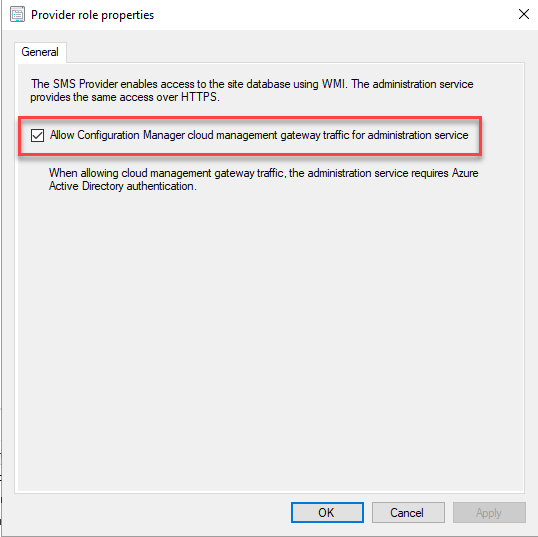 Provider role properties
General
The SMS Provider enables access to the site database using WMI. The administration service
provides the same access over HTTPS.
Allow Configuration Manager cloud management gateway traffic for administration service
When allowing cloud management gateway traffic, the administration service requires Azure
Active Directory authentication.
OK
Cancel
Apply